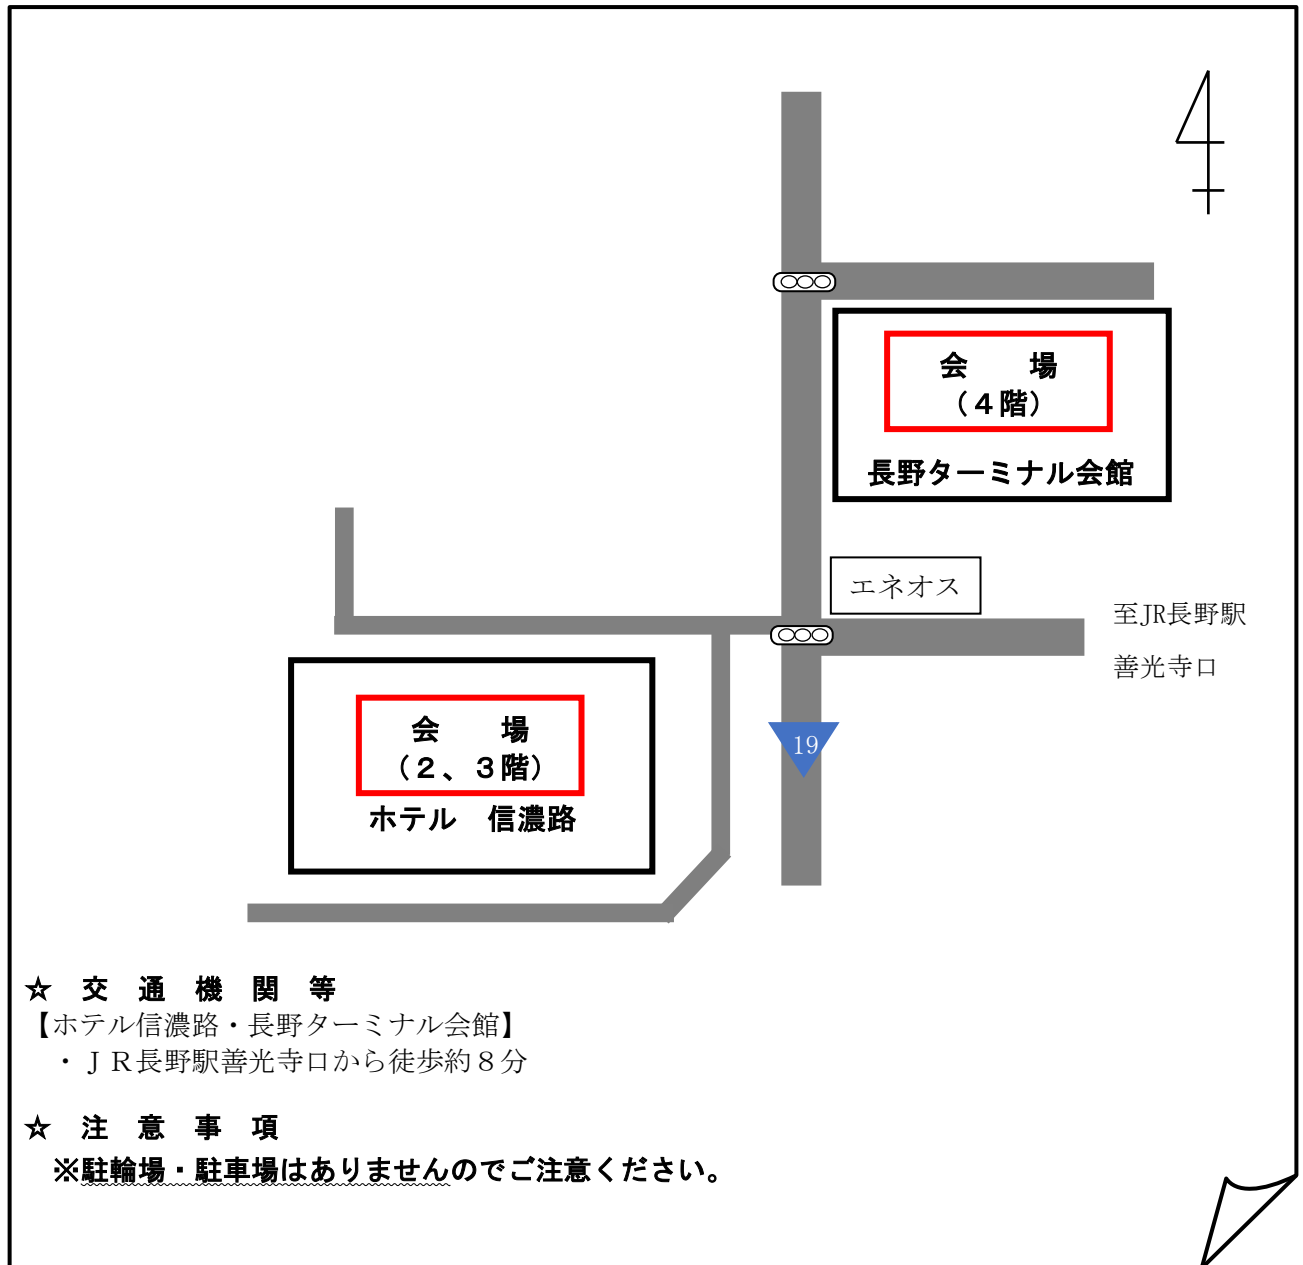 会　　場
（４階）
長野ターミナル会館
エネオス
至JR長野駅
善光寺口
会　　場
（２、３階）
ホテル　信濃路
19
☆　交　通　機　関　等
【ホテル信濃路・長野ターミナル会館】
・ＪＲ長野駅善光寺口から徒歩約８分
☆　注　意　事　項
※駐輪場・駐車場はありませんのでご注意ください。